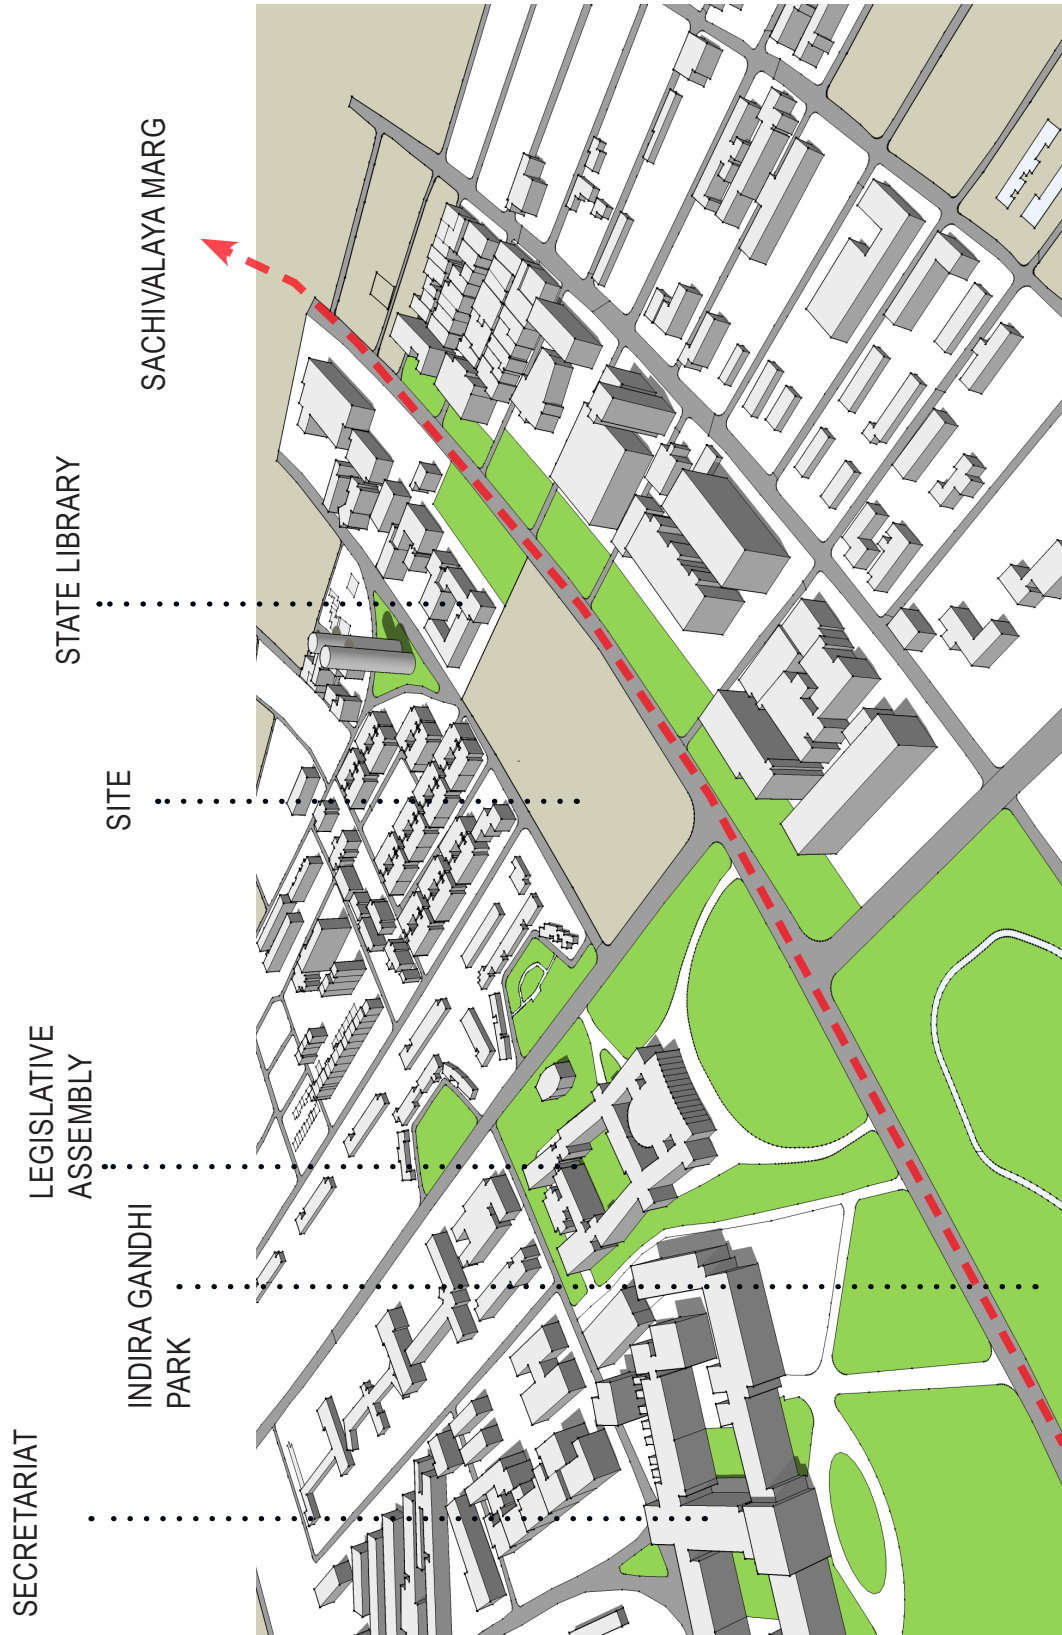 SACHIVALAYA MARG
STATE LIBRARY
SITE
LEGISLATIVE
ASSEMBLY
INDIRA GANDHI
PARK
SECRETARIAT